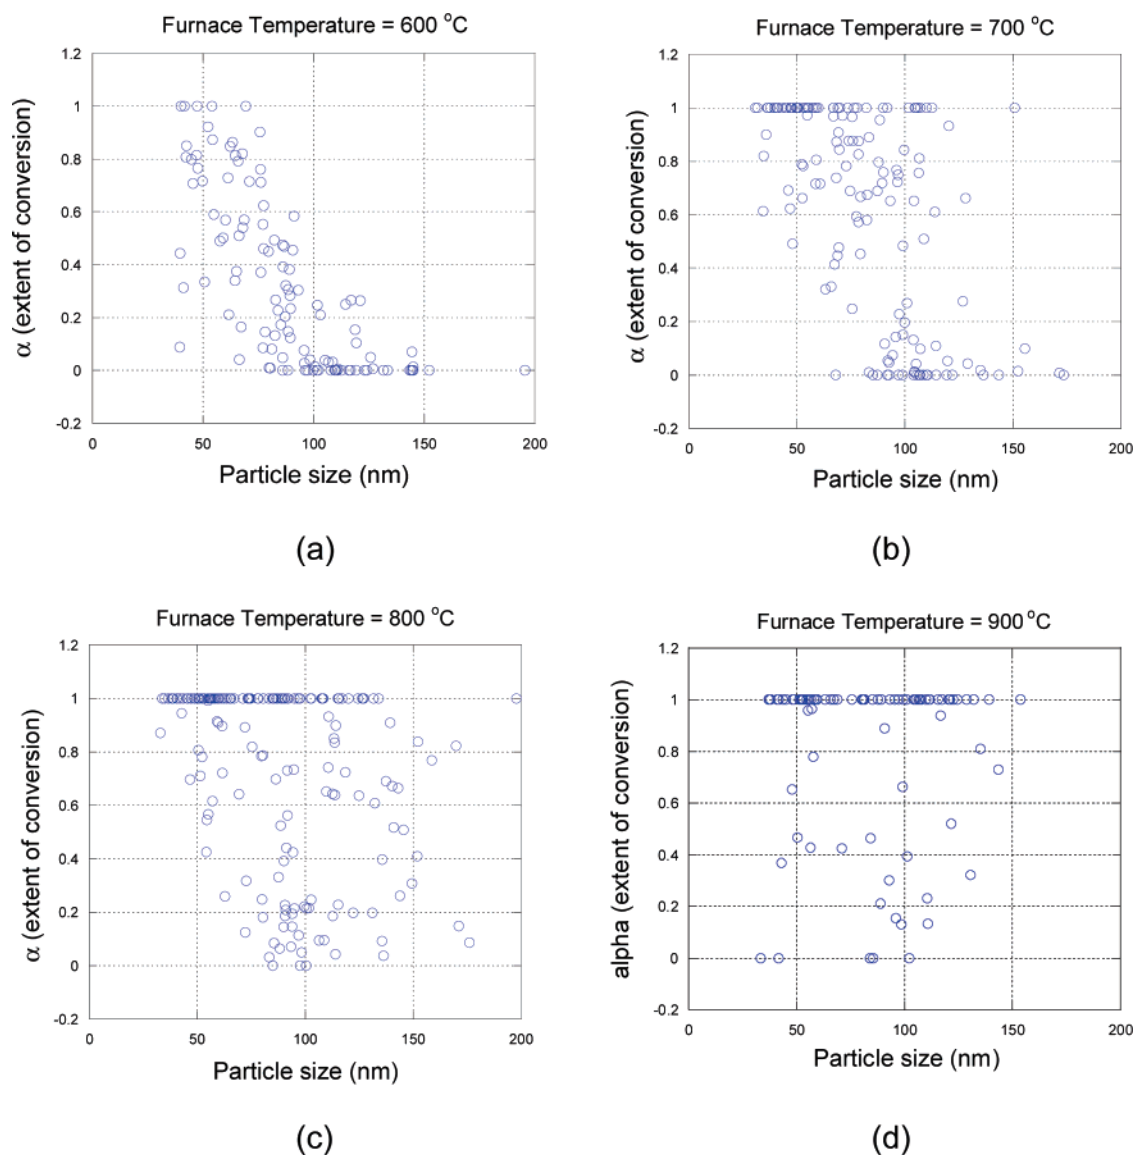 Furnace Temperature = 600 °C
1.2
1
0.8
0.6
0.4
0.2
0
-0.2
α (extent of conversion)
0 50 100 150 200
Particle size (nm)
(a)
Furnace Temperature = 700 °C
1.2
1
0.8
0.6
0.4
0.2
0
-0.2
α (extent of conversion)
0 50 100 150 200
Particle size (nm)
(b)
Furnace Temperature = 800 °C
1.2
1
0.8
0.6
0.4
0.2
0
-0.2
α (extent of conversion)
0 50 100 150 200
Particle size (nm)
(c)
Furnace Temperature = 900 °C
1.2
1
0.8
0.6
0.4
0.2
0
-0.2
alpha (extent of conversion)
0 50 100 150 200
Particle size (nm)
(d)